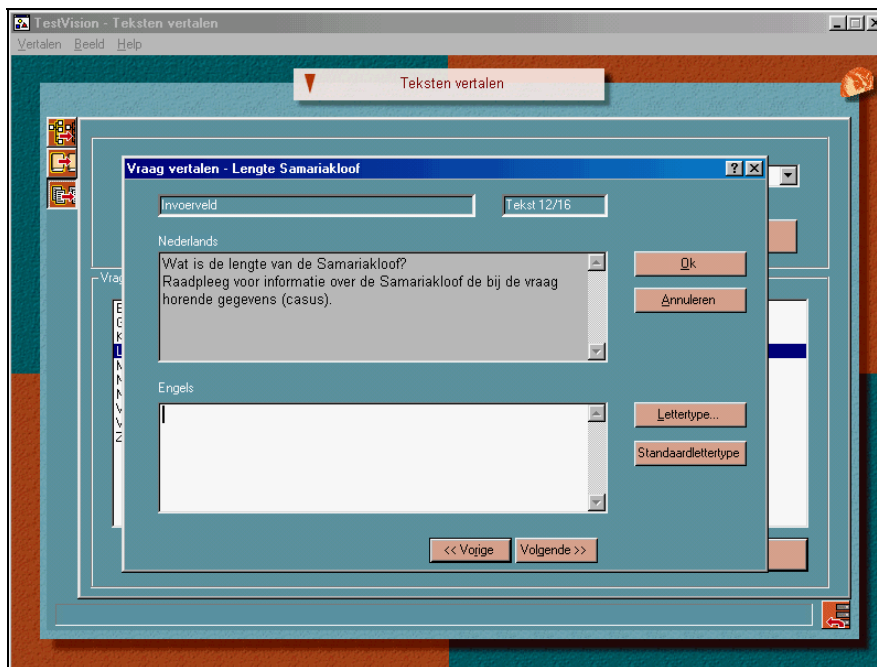 TestVision - Teksten vertalen
Vertalen Beeld Help
Teksten vertalen
Vraag vertalen - Lengte Samariakloof
Invoerveld
Tekst 12/16
Nederlands
Wat is de lengte van de Samariakloof?
Raadpleeg voor informatie over de Samariakloof de bij de vraag
horende gegevens (casus).
Ok
Annuleren
Engels
Lettertype...
Standaardlettertype
<< Vorige
Volgende >>